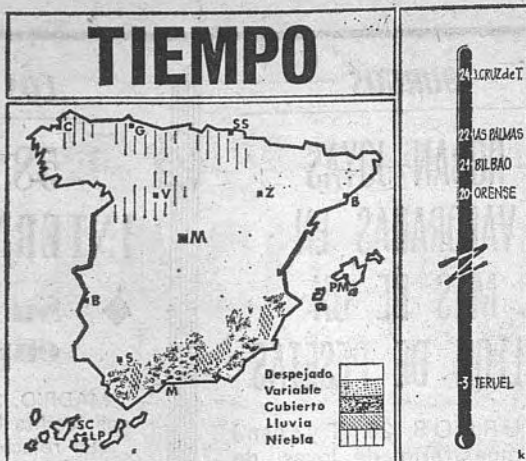 TIEMPO
C
G
SS
V
Z
B
M
PM
B
S
M
SC
LP
Despejado
Variable
Cubierto
Lluvia
Niebla
24 S.CRUZ de T.
22 LAS PALMAS
21 BILBAO
20 ORENSE
-3 TERUEL